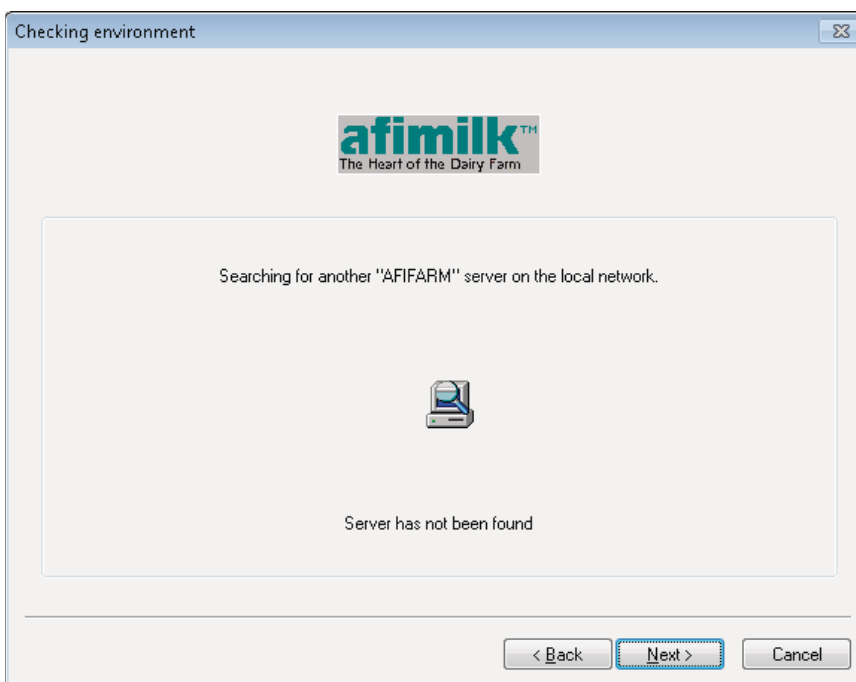 Checking environment
afimilk™
The Heart of the Dairy Farm
Searching for another "AFIFARM" server on the local network.
Server has not been found
< Back
Next >
Cancel